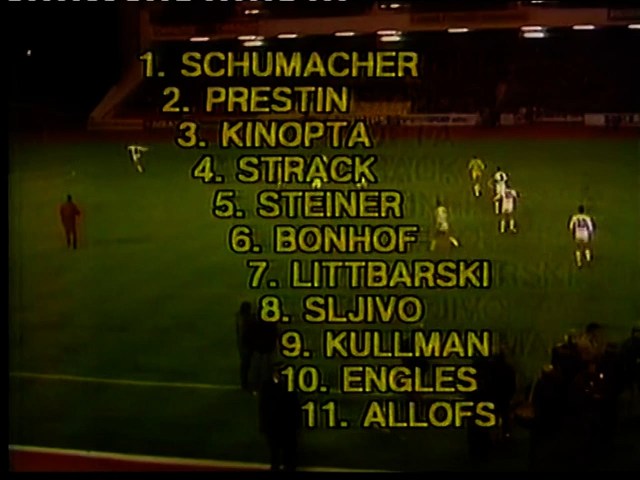 1. SCHUMACHER
2. PRESTIN
3. KINOPTA
4. STRACK
5. STEINER
6. BONHOF
7. LITTBARSKI
8. SLJIVO
9. KULLMAN
10. ENGLES
11. ALLOFS